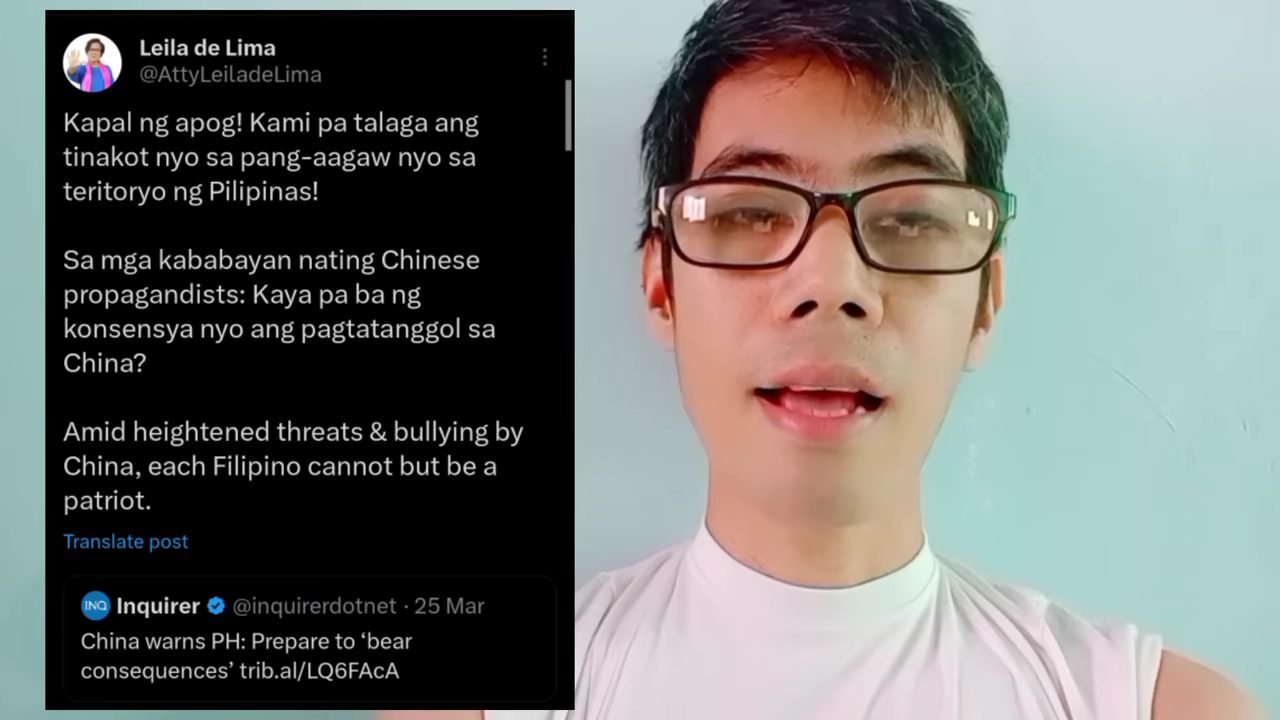 Leila de Lima
@AttyLeiladeLima
Kapal ng apog! Kami pa talaga ang
tinakot nyo sa pang-aagaw nyo sa
teritoryo ng Pilipinas!
Sa mga kababayan nating Chinese
propagandists: Kaya pa ba ng
konsensya nyo ang pagtatanggol sa
China?
Amid heightened threats & bullying by
China, each Filipino cannot but be a
patriot.
Translate post
INQ Inquirer @inquirerdotnet · 25 Mar
China warns PH: Prepare to ‘bear
consequences’ trib.al/LQ6FAcA